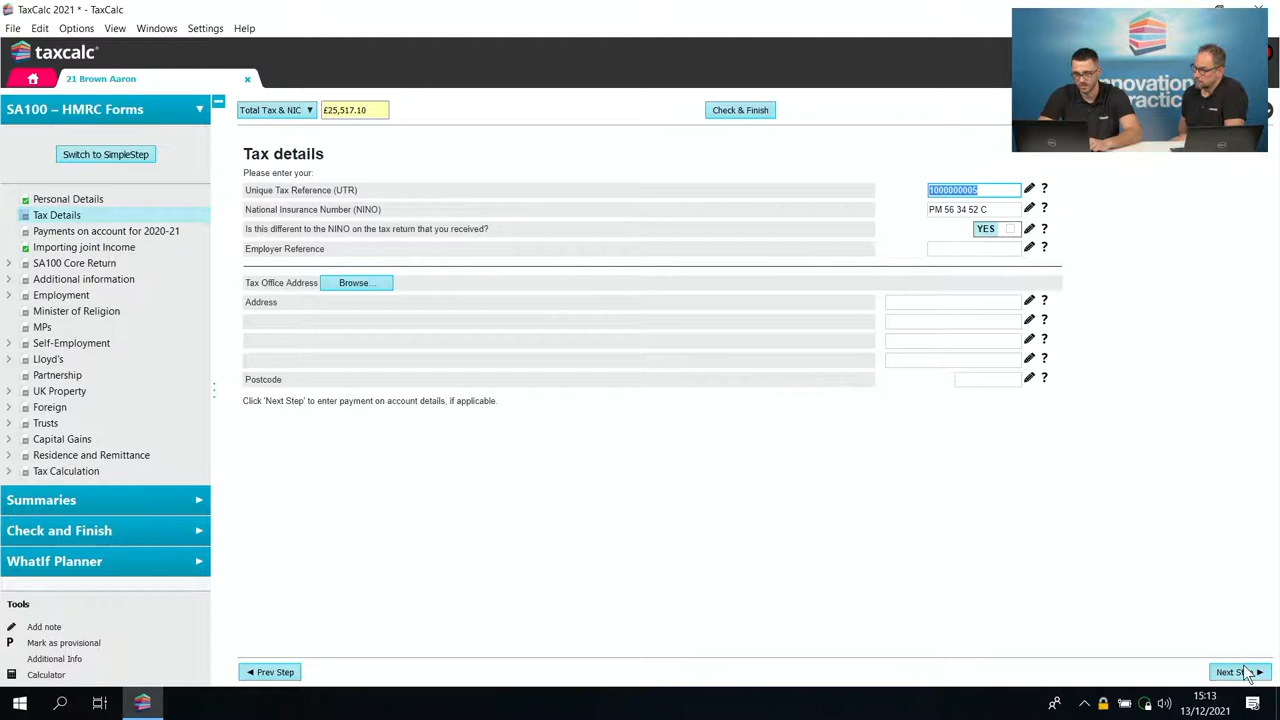 TaxCalc 2021 * - TaxCalc
File Edit Options View Windows Settings Help
taxcalc
21 Brown Aaron
SA100 – HMRC Forms
Switch to SimpleStep
Personal Details
Tax Details
Payments on account for 2020-21
Importing joint Income
SA100 Core Return
Additional information
Employment
Minister of Religion
MPs
Self-Employment
Lloyd's
Partnership
UK Property
Foreign
Trusts
Capital Gains
Residence and Remittance
Tax Calculation
Summaries
Check and Finish
WhatIf Planner
Tools
Add note
P Mark as provisional
Additional Info
Calculator
Total Tax & NIC £25,517.10 Check & Finish
Tax details
Please enter your:
Unique Tax Reference (UTR) 1000000005 ?
National Insurance Number (NINO) PM 56 34 52 C ?
Is this different to the NINO on the tax return that you received? YES ?
Employer Reference ?
Tax Office Address Browse...
Address ?
?
?
?
Postcode ?
Click 'Next Step' to enter payment on account details, if applicable.
Prev Step
Next
15:13
13/12/2021